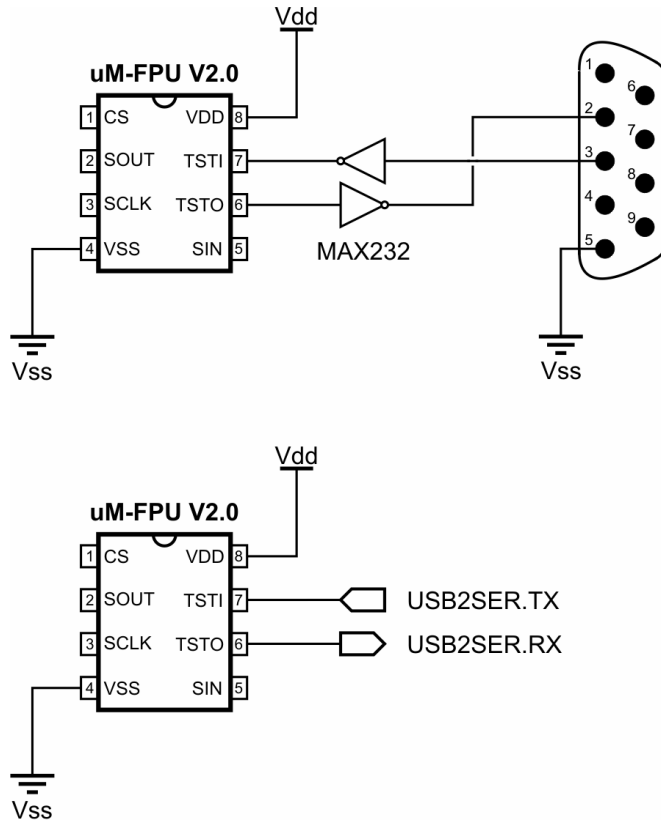 Vdd
uM-FPU V2.0
1 CS VDD 8
2 SOUT TSTI 7
3 SCLK TSTO 6
4 VSS SIN 5
MAX232
1
6
2
7
3
8
4
9
5
Vss
Vss
Vdd
uM-FPU V2.0
1 CS VDD 8
2 SOUT TSTI 7
3 SCLK TSTO 6
4 VSS SIN 5
USB2SER.TX
USB2SER.RX
Vss